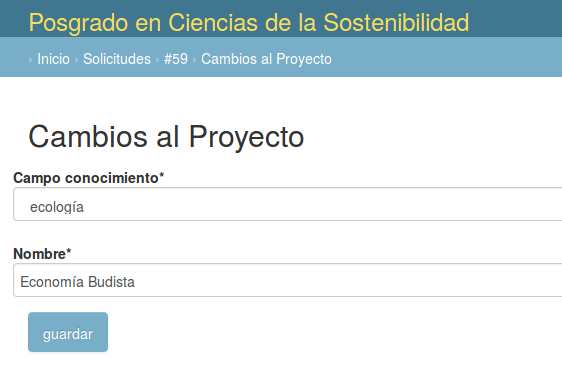 Posgrado en Ciencias de la Sostenibilidad
› Inicio › Solicitudes › #59 › Cambios al Proyecto
Cambios al Proyecto
Campo conocimiento*
ecología
Nombre*
Economía Budista
guardar